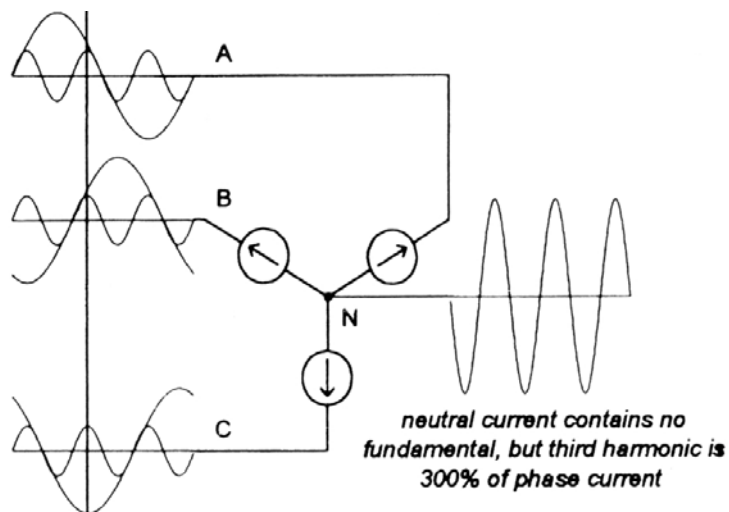 A
B
N
C
neutral current contains no
fundamental, but third harmonic is
300% of phase current